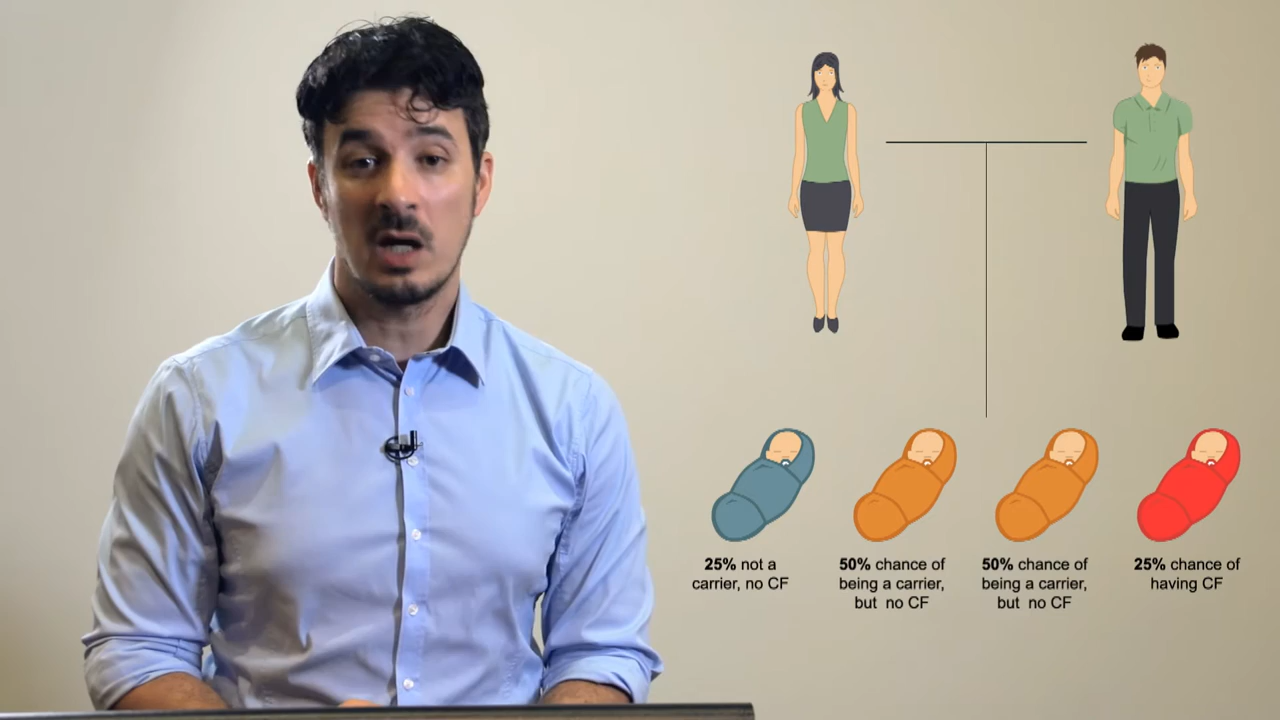 25% not a
carrier, no CF
50% chance of
being a carrier,
but no CF
50% chance of
being a carrier,
but no CF
25% chance of
having CF